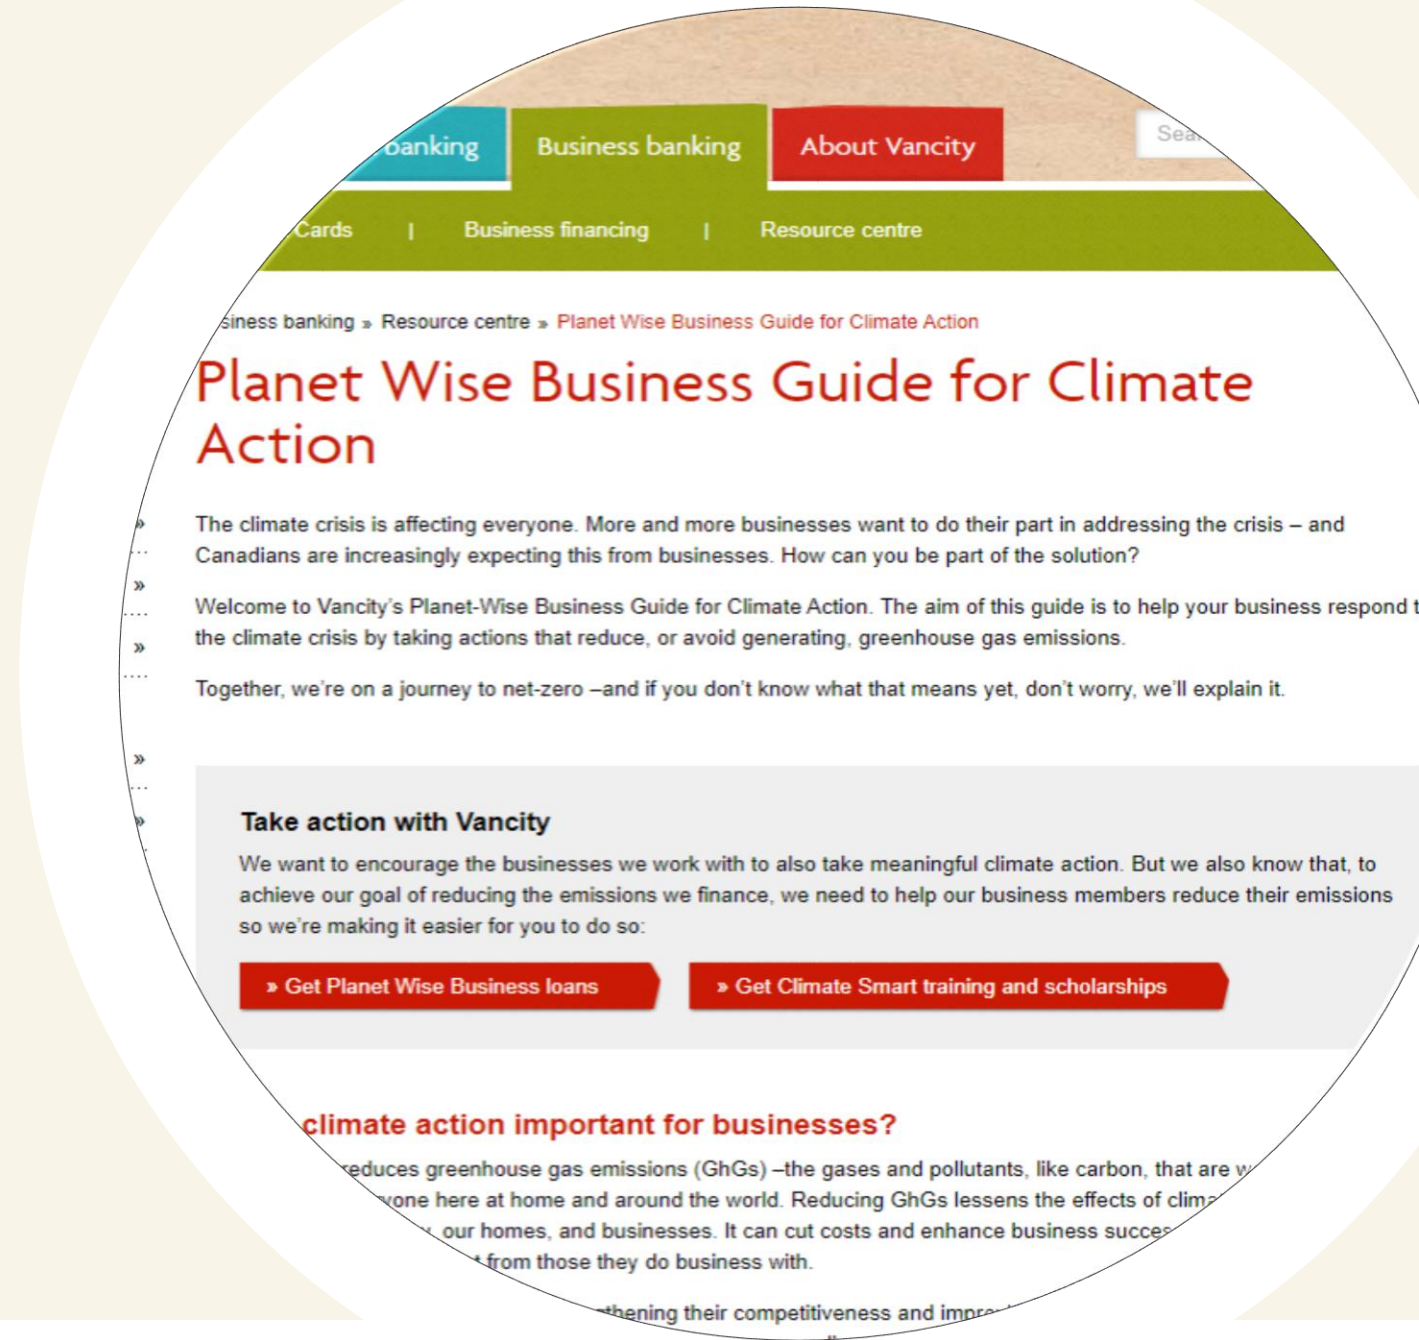 banking Business banking About Vancity
Cards | Business financing | Resource centre
banking » Resource centre » Planet Wise Business Guide for Climate Action
Planet Wise Business Guide for Climate
Action
The climate crisis is affecting everyone. More and more businesses want to do their part in addressing the crisis – and
Canadians are increasingly expecting this from businesses. How can you be part of the solution?
Welcome to Vancity's Planet-Wise Business Guide for Climate Action. The aim of this guide is to help your business respond
the climate crisis by taking actions that reduce, or avoid generating, greenhouse gas emissions.
Together, we're on a journey to net-zero –and if you don't know what that means yet, don't worry, we'll explain it.
Take action with Vancity
We want to encourage the businesses we work with to also take meaningful climate action. But we also know that, to
achieve our goal of reducing the emissions we finance, we need to help our business members reduce their emissions
so we're making it easier for you to do so:
» Get Planet Wise Business loans » Get Climate Smart training and scholarships
climate action important for businesses?
greenhouse gas emissions (GhGs) –the gases and pollutants, like carbon, that are
here at home and around the world. Reducing GhGs lessens the effects of
our homes, and businesses. It can cut costs and enhance business
from those they do business with.
their competitiveness and